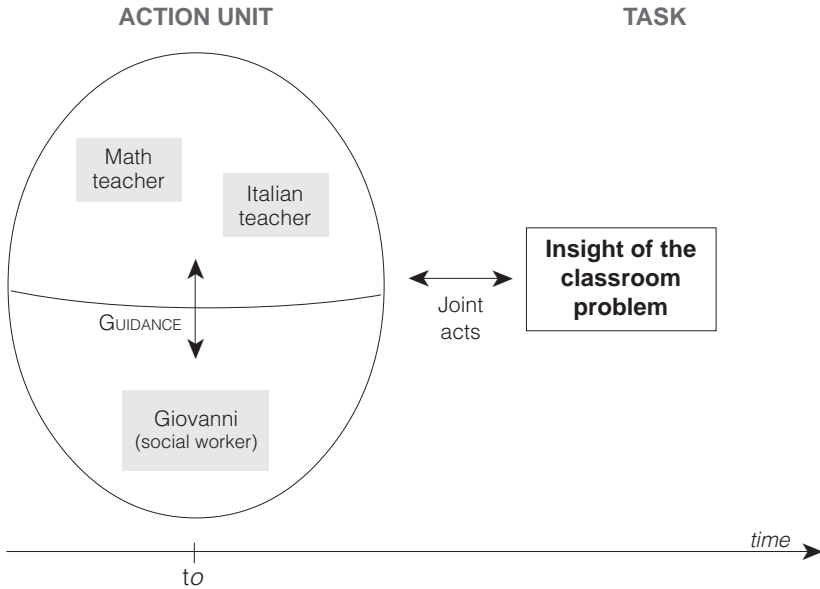 ACTION UNIT
TASK
Math
teacher
Italian
teacher
Insight of the
classroom
problem
Joint
acts
GUIDANCE
Giovanni
(social worker)
time
to